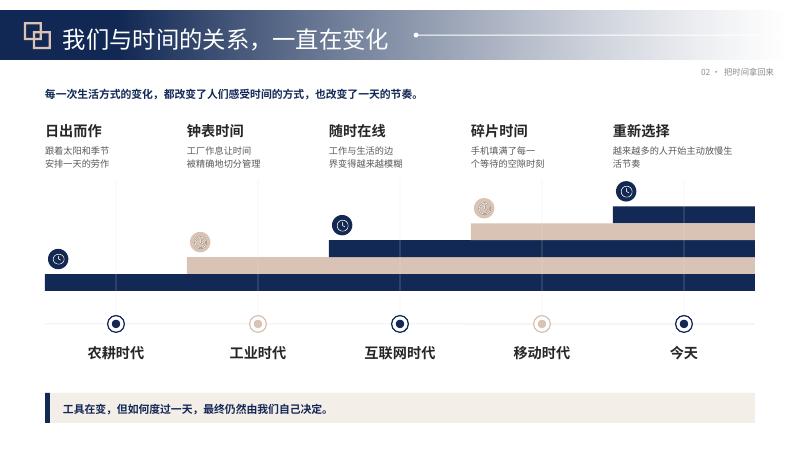 我们与时间的关系，一直在变化
02 • 把时间拿回来
每一次生活方式的变化，都改变了人们感受时间的方式，也改变了一天的节奏。
日出而作
跟着太阳和季节
安排一天的劳作
钟表时间
工厂作息让时间
被精确地切分管理
随时在线
工作与生活的边
界变得越来越模糊
碎片时间
手机填满了每一
个等待的空隙时刻
重新选择
越来越多的人开始主动放慢生
活节奏
农耕时代
工业时代
互联网时代
移动时代
今天
工具在变，但如何度过一天，最终仍然由我们自己决定。